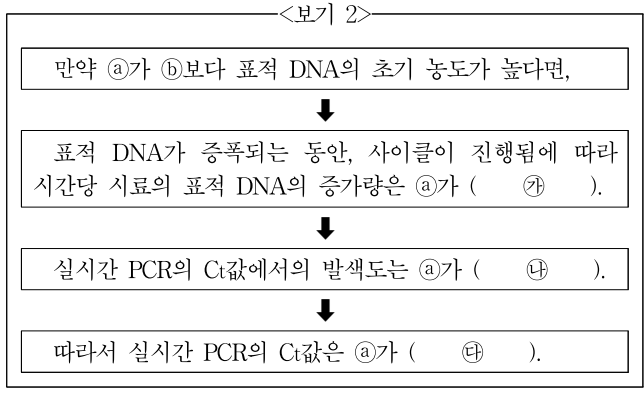 <보기 2>
만약 ⓐ가 ⓑ보다 표적 DNA의 초기 농도가 높다면,
표적 DNA가 증폭되는 동안, 사이클이 진행됨에 따라
시간당 시료의 표적 DNA의 증가량은 ⓐ가 ( ㉮ ).
실시간 PCR의 Ct값에서의 발색도는 ⓐ가 ( ㉯ ).
따라서 실시간 PCR의 Ct값은 ⓐ가 ( ㉰ ).